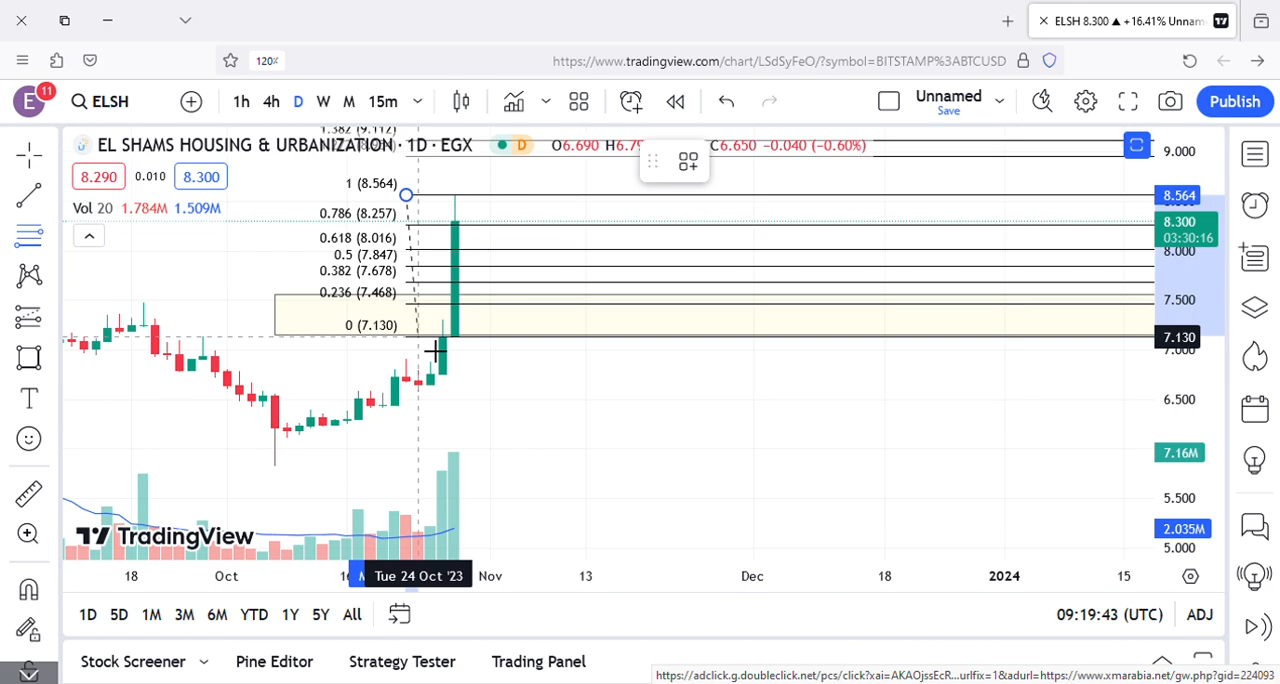 ELSH 8.300 ▲ +16.41% Unnam
120%
https://www.tradingview.com/chart/LSdSyFeO/?symbol=BITSTAMP%3ABTCUSD
E
11
ELSH
1h 4h D W M 15m
Unnamed
Save
Publish
1.382 (9.112)
EL SHAMS HOUSING & URBANIZATION · 1D · EGX
D
O6.690 H6.79
C6.650 −0.040 (−0.60%)
9.000
8.290
0.010
8.300
1 (8.564)
8.564
Vol 20 1.784M 1.509M
0.786 (8.257)
8.300
03:30:16
0.618 (8.016)
8.000
0.5 (7.847)
0.382 (7.678)
0.236 (7.468)
7.500
0 (7.130)
7.130
7.000
6.500
7.16M
5.500
2.035M
5.000
TradingView
18
Oct
16
Tue 24 Oct '23
Nov
13
Dec
18
2024
15
1D 5D 1M 3M 6M YTD 1Y 5Y All
09:19:43 (UTC)
ADJ
Stock Screener
Pine Editor
Strategy Tester
Trading Panel
https://adclick.g.doubleclick.net/pcs/click?xai=AKAOjssEcR...urlfix=1&adurl=https://www.xmarabia.net/gw.php?gid=224093